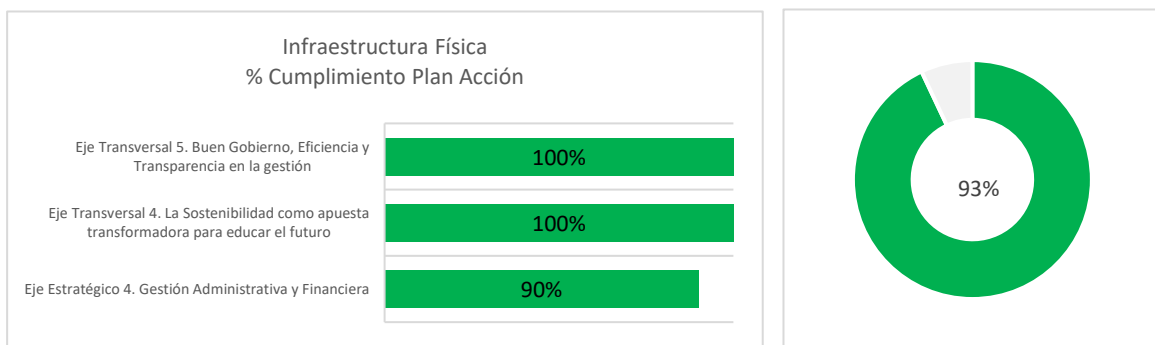 Infraestructura Física
% Cumplimiento Plan Acción
Eje Transversal 5. Buen Gobierno, Eficiencia y
Transparencia en la gestión
100%
Eje Transversal 4. La Sostenibilidad como apuesta
transformadora para educar el futuro
100%
Eje Estratégico 4. Gestión Administrativa y Financiera
90%
93%